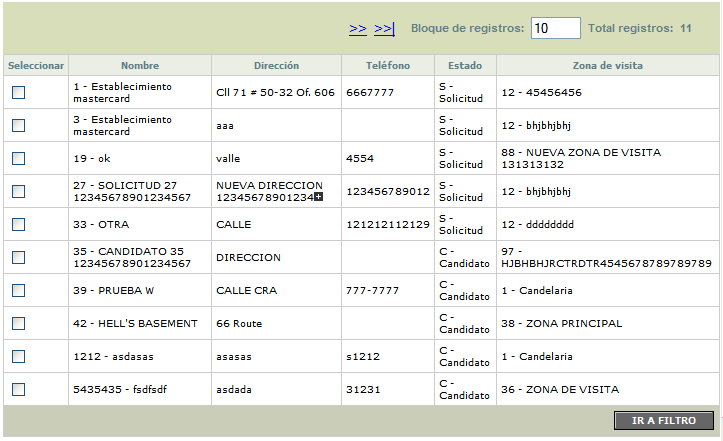 >> >>| Bloque de registros: 10 Total registros: 11
Seleccionar Nombre Dirección Teléfono Estado Zona de visita
1 - Establecimiento mastercard Cll 71 # 50-32 Of. 606 6667777 S - Solicitud 12 - 45456456
3 - Establecimiento mastercard aaa S - Solicitud 12 - bhjbhjbhj
19 - ok valle 4554 S - Solicitud 88 - NUEVA ZONA DE VISITA 131313132
27 - SOLICITUD 27 12345678901234567 NUEVA DIRECCION 12345678901234 123456789012 S - Solicitud 12 - bhjbhjbhj
33 - OTRA CALLE 121212112129 S - Solicitud 12 - dddddddd
35 - CANDIDATO 35 12345678901234567 DIRECCION C - Candidato 97 - HJBHBHJRCTRDTR4545678789789789
39 - PRUEBA W CALLE CRA 777-7777 C - Candidato 1 - Candelaria
42 - HELL'S BASEMENT 66 Route C - Candidato 38 - ZONA PRINCIPAL
1212 - asdasas asasas s1212 C - Candidato 1 - Candelaria
5435435 - fsdfsdf asdada 31231 C - Candidato 36 - ZONA DE VISITA
IR A FILTRO